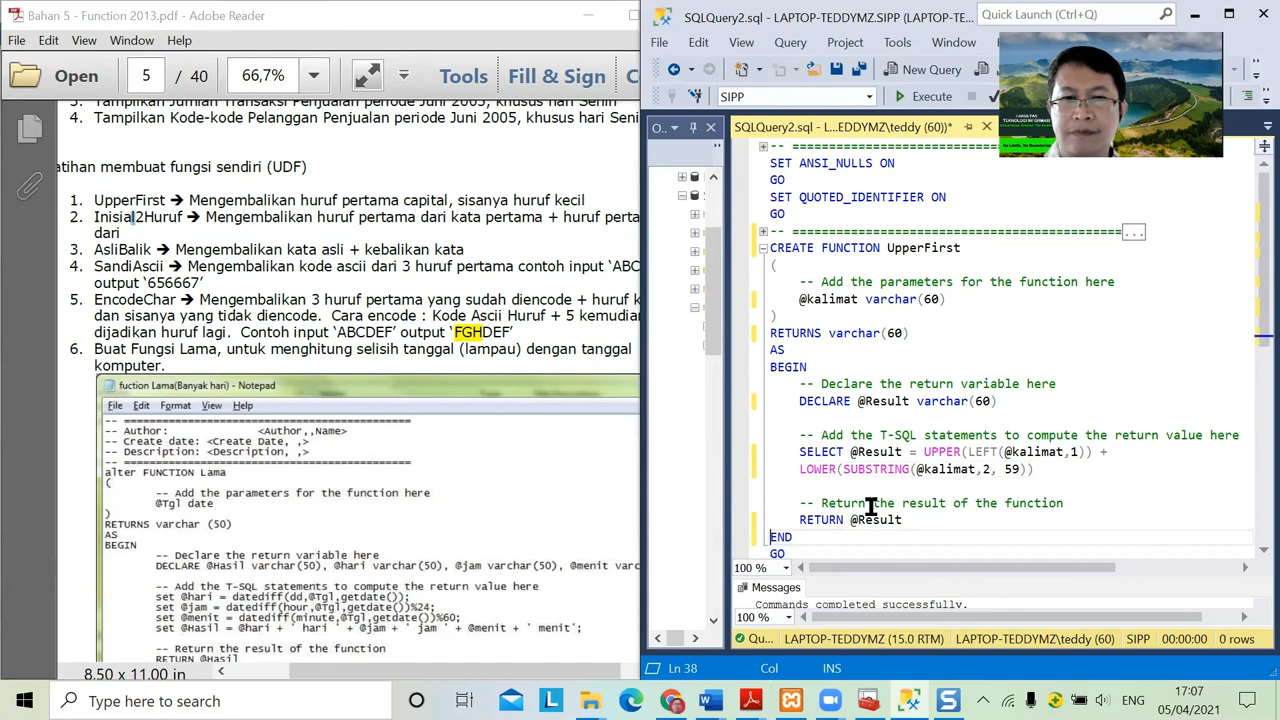 Bahan 5 - Function 2013.pdf - Adobe Reader
File Edit View Window Help
Open 5 / 40 66,7% Tools Fill & Sign
3. Tampilkan Jumlah Transaksi Penjualan periode Juni 2005, khusus hari Senin
4. Tampilkan Kode-kode Pelanggan Penjualan periode Juni 2005, khusus hari Sen
atihan membuat fungsi sendiri (UDF)
1. UpperFirst → Mengembalikan huruf pertama capital, sisanya huruf kecil
2. Inisial2Huruf → Mengembalikan huruf pertama dari kata pertama + huruf perta
dari
3. AsliBalik → Mengembalikan kata asli + kebalikan kata
4. SandiAscii → Mengembalikan kode ascii dari 3 huruf pertama contoh input ‘ABC
output ‘656667’
5. EncodeChar → Mengembalikan 3 huruf pertama yang sudah diencode + huruf k
dan sisanya yang tidak diencode. Cara encode : Kode Ascii Huruf + 5 kemudian
dijadikan huruf lagi. Contoh input ‘ABCDEF’ output ‘FGHDEF’
6. Buat Fungsi Lama, untuk menghitung selisih tanggal (lampau) dengan tanggal
komputer.
fuction Lama(Banyak hari) - Notepad
File Edit Format View Help
-- =============================================
-- Author: <Author,,Name>
-- Create date: <Create Date, ,>
-- Description: <Description, ,>
-- =============================================
alter FUNCTION Lama
(
-- Add the parameters for the function here
@Tgl date
)
RETURNS varchar (50)
AS
BEGIN
-- Declare the return variable here
DECLARE @Hasil varchar(50), @hari varchar(50), @jam varchar(50), @menit varc
-- Add the T-SQL statements to compute the return value here
set @hari = datediff(dd,@Tgl,getdate());
set @jam = datediff(hour,@Tgl,getdate())%24;
set @menit = datediff(minute,@Tgl,getdate())%60;
set @Hasil = @hari + ' hari ' + @jam + ' jam ' + @menit + ' menit';
-- Return the result of the function
RETURN @Hasil
8.50 x 11.00 in
SQLQuery2.sql - LAPTOP-TEDDYMZ.SIPP (LAPTOP-TE...
Quick Launch (Ctrl+Q)
File Edit View Query Project Tools Window
New Query
SIPP Execute
FAKULTAS
TEKNOLOGI INFORMASI
O..
SQLQuery2.sql - L...EDDYMZ\teddy (60))*
-- =============================================
SET ANSI_NULLS ON
GO
SET QUOTED_IDENTIFIER ON
GO
-- ============================================= ...
CREATE FUNCTION UpperFirst
(
-- Add the parameters for the function here
@kalimat varchar(60)
)
RETURNS varchar(60)
AS
BEGIN
-- Declare the return variable here
DECLARE @Result varchar(60)
-- Add the T-SQL statements to compute the return value here
SELECT @Result = UPPER(LEFT(@kalimat,1)) +
LOWER(SUBSTRING(@kalimat,2, 59))
-- Return the result of the function
RETURN @Result
END
GO
100 %
Messages
Commands completed successfully.
100 %
Qu... LAPTOP-TEDDYMZ (15.0 RTM) LAPTOP-TEDDYMZ\teddy (60) SIPP 00:00:00 0 rows
Ln 38 Col INS
Type here to search
ENG
17:07
05/04/2021